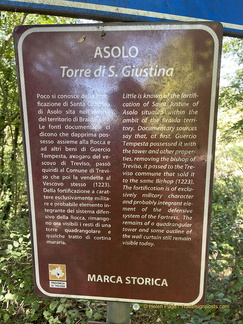 ASOLO
Torre di S. Giustina
Poco si conosce della forti-
ficazione di Santa Giustina
di Asolo sita nell'ambito
del territorio di Braida.
Le fonti documentarie ci
dicono che dapprima pos-
sesso assieme alla Rocca e
ad altri beni di Guercio
Tempesta, avogaro del ve-
scovo di Treviso, passò
quindi al Comune di Trevi-
so che poi la vendette al
Vescovo stesso (1223).
Della fortificazione a carat-
tere esclusivamente milita-
re e probabile elemento in-
tegrante del sistema difen-
sivo della Rocca, rimango-
no ora visibili i resti di una
torre quadrangolare e
qualche tratto di cortina
muraria.
Little is known of the fortifi-
cation of Saint Justine of
Asolo situated within the
ambit of the Braida terri-
tory. Documentary sources
say that, at first, Guercio
Tempesta possessed it with
the tower and other proper-
ties, removing the bishop of
Treviso, it passed to the Tre-
viso commune that sold it
to the same Bishop (1223).
The fortification is of exclu-
sively military character
and probably integrant ele-
ment of the defensive
system of the Fortress. The
remains of a quadrangular
tower and some outline of
the wall curtain still remain
visible today.
MARCA STORICA